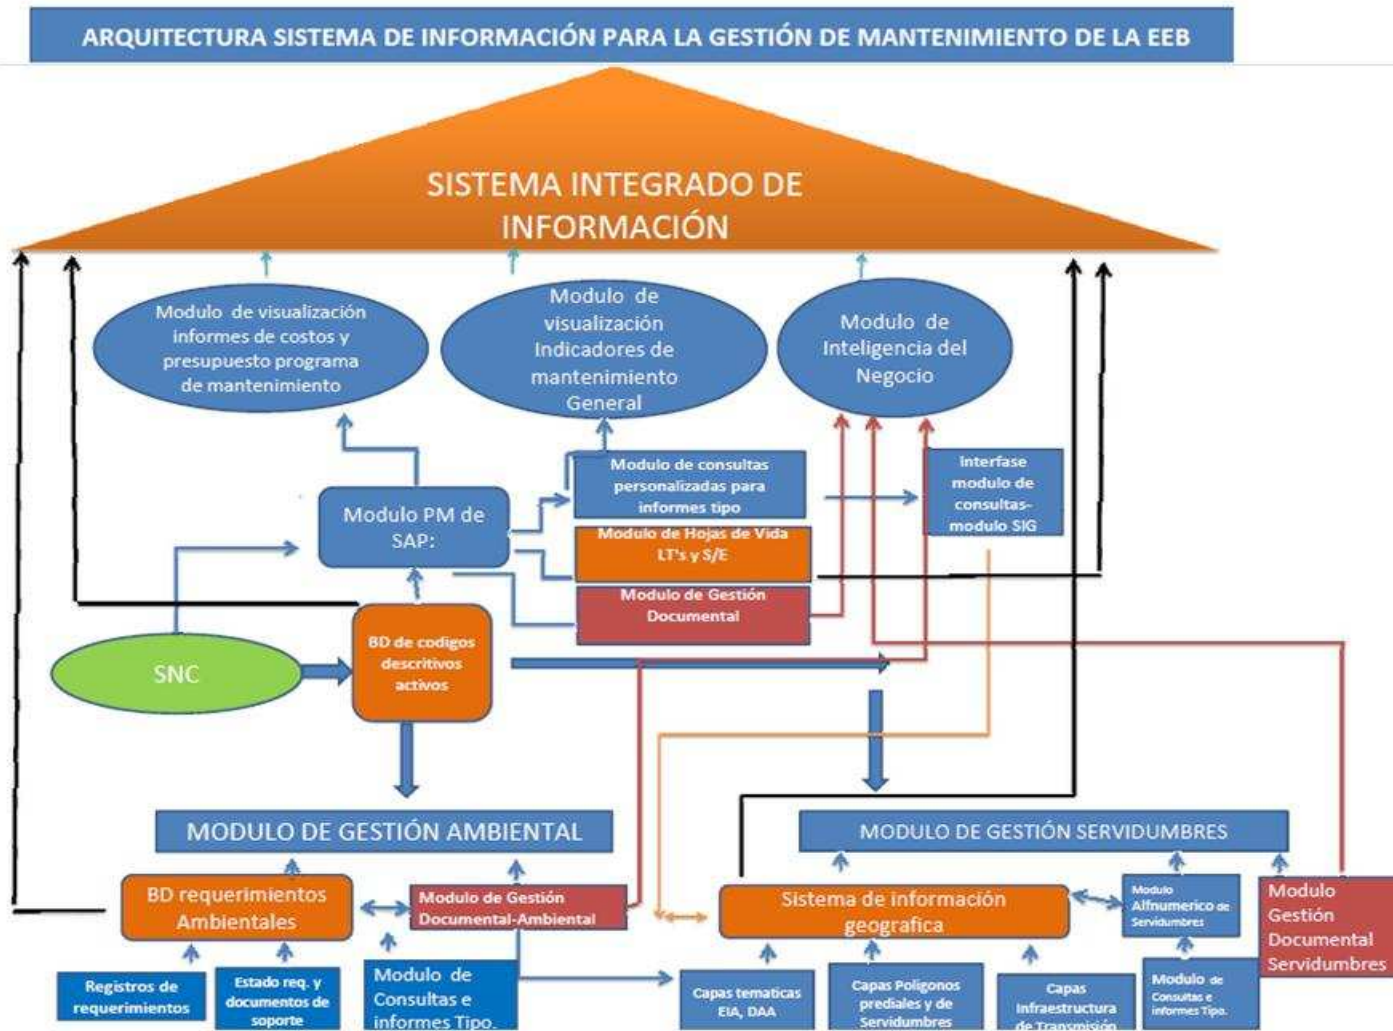 ARQUITECTURA SISTEMA DE INFORMACIÓN PARA LA GESTIÓN DE MANTENIMIENTO DE LA EEB
SISTEMA INTEGRADO DE
INFORMACIÓN
Modulo de visualización
informes de costos y
presupuesto programa
de mantenimiento
Modulo de
visualización
Indicadores de
mantenimiento
General
Modulo de
Inteligencia del
Negocio
Modulo PM de
SAP:
Modulo de consultas
personalizadas para
informes tipo
Interfase
modulo de
consultas-
modulo SIG
Modulo de Hojas de Vida
LT's y S/E
Modulo de Gestión
Documental
SNC
BD de codigos
descritivos
activos
MODULO DE GESTIÓN AMBIENTAL
MODULO DE GESTIÓN SERVIDUMBRES
BD requerimientos
Ambientales
Modulo de Gestión
Documental-Ambiental
Sistema de información
geografica
Modulo
Alfnumerico de
Servidumbres
Modulo
Gestión
Documental
Servidumbres
Registros de
requerimientos
Estado req. y
documentos de
soporte
Modulo de
Consultas e
informes Tipo.
Capas tematicas
EIA, DAA
Capas Poligonos
prediales y de
Servidumbres
Capas
Infraestructura
de Transmisión
Modulo de
Consultas e
informes Tipo.